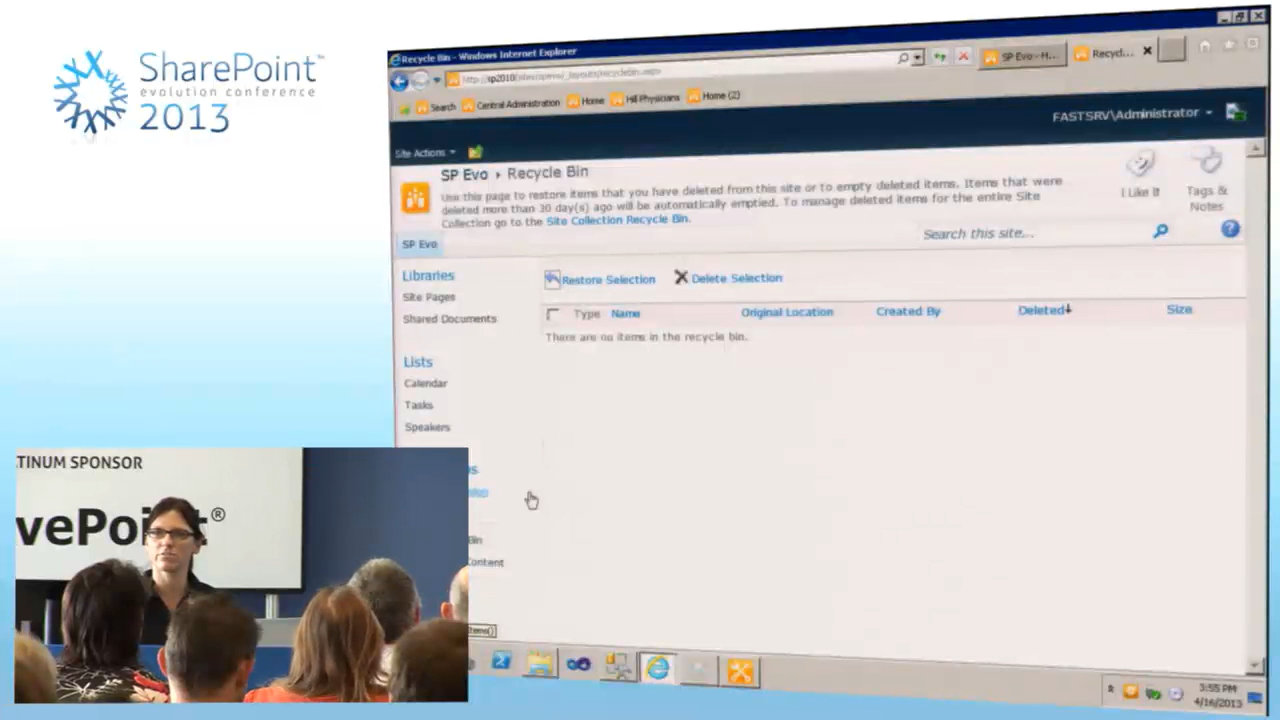 SharePoint™
evolution conference
2013
Recycle Bin - Windows Internet Explorer
SP Evo - H...
Recycl...
Search
Central Administration
Home
Hill Physicians
Home (2)
FASTSRV\Administrator
Site Actions
SP Evo › Recycle Bin
Use this page to restore items that you have deleted from this site or to empty deleted items. Items that were
deleted more than 30 day(s) ago will be automatically emptied. To manage deleted items for the entire Site
Collection go to the Site Collection Recycle Bin.
I Like It
Tags &
Notes
SP Evo
Search this site...
Libraries
Site Pages
Shared Documents
Lists
Calendar
Tasks
Speakers
Restore Selection
Delete Selection
Type Name Original Location Created By Deleted Size
There are no items in the recycle bin.
Bin
Content
TINUM SPONSOR
vePoi t®
3:55 PM
4/16/2013